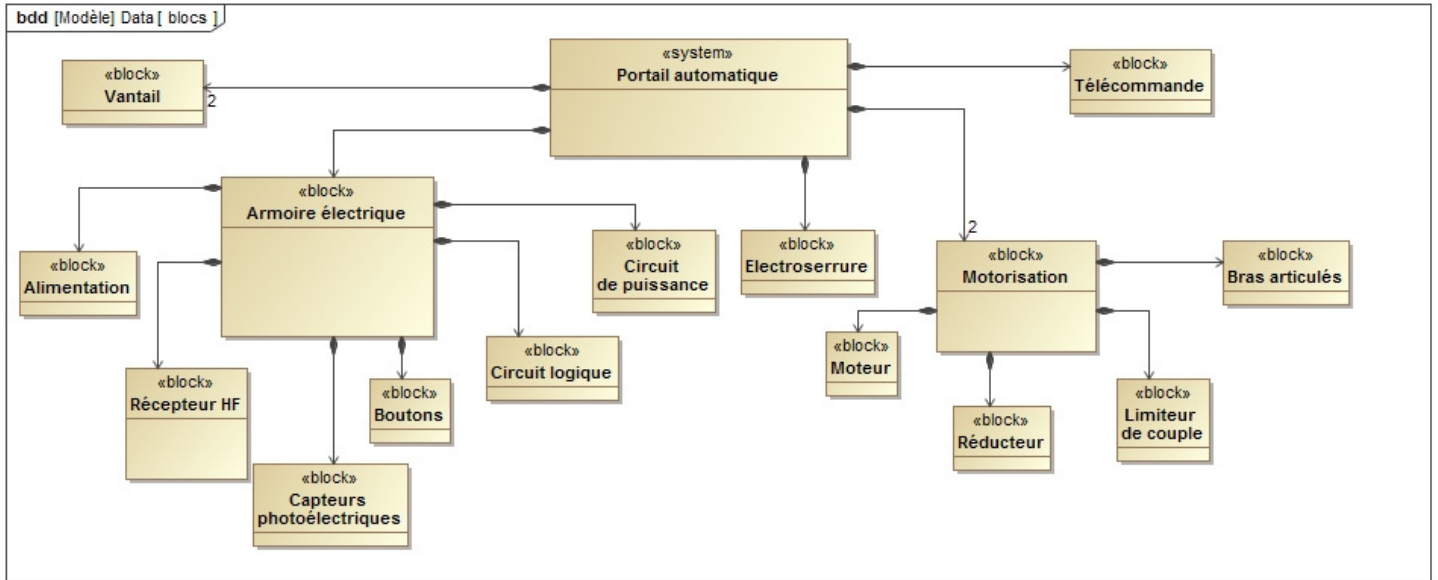 bdd [Modèle] Data [ blocs ]
«system»
Portail automatique
«block»
Vantail
2
«block»
Télécommande
«block»
Armoire électrique
«block»
Alimentation
«block»
Circuit
de puissance
«block»
Electroserrure
2
«block»
Motorisation
«block»
Bras articulés
«block»
Récepteur HF
«block»
Boutons
«block»
Circuit logique
«block»
Moteur
«block»
Réducteur
«block»
Limiteur
de couple
«block»
Capteurs
photoélectriques